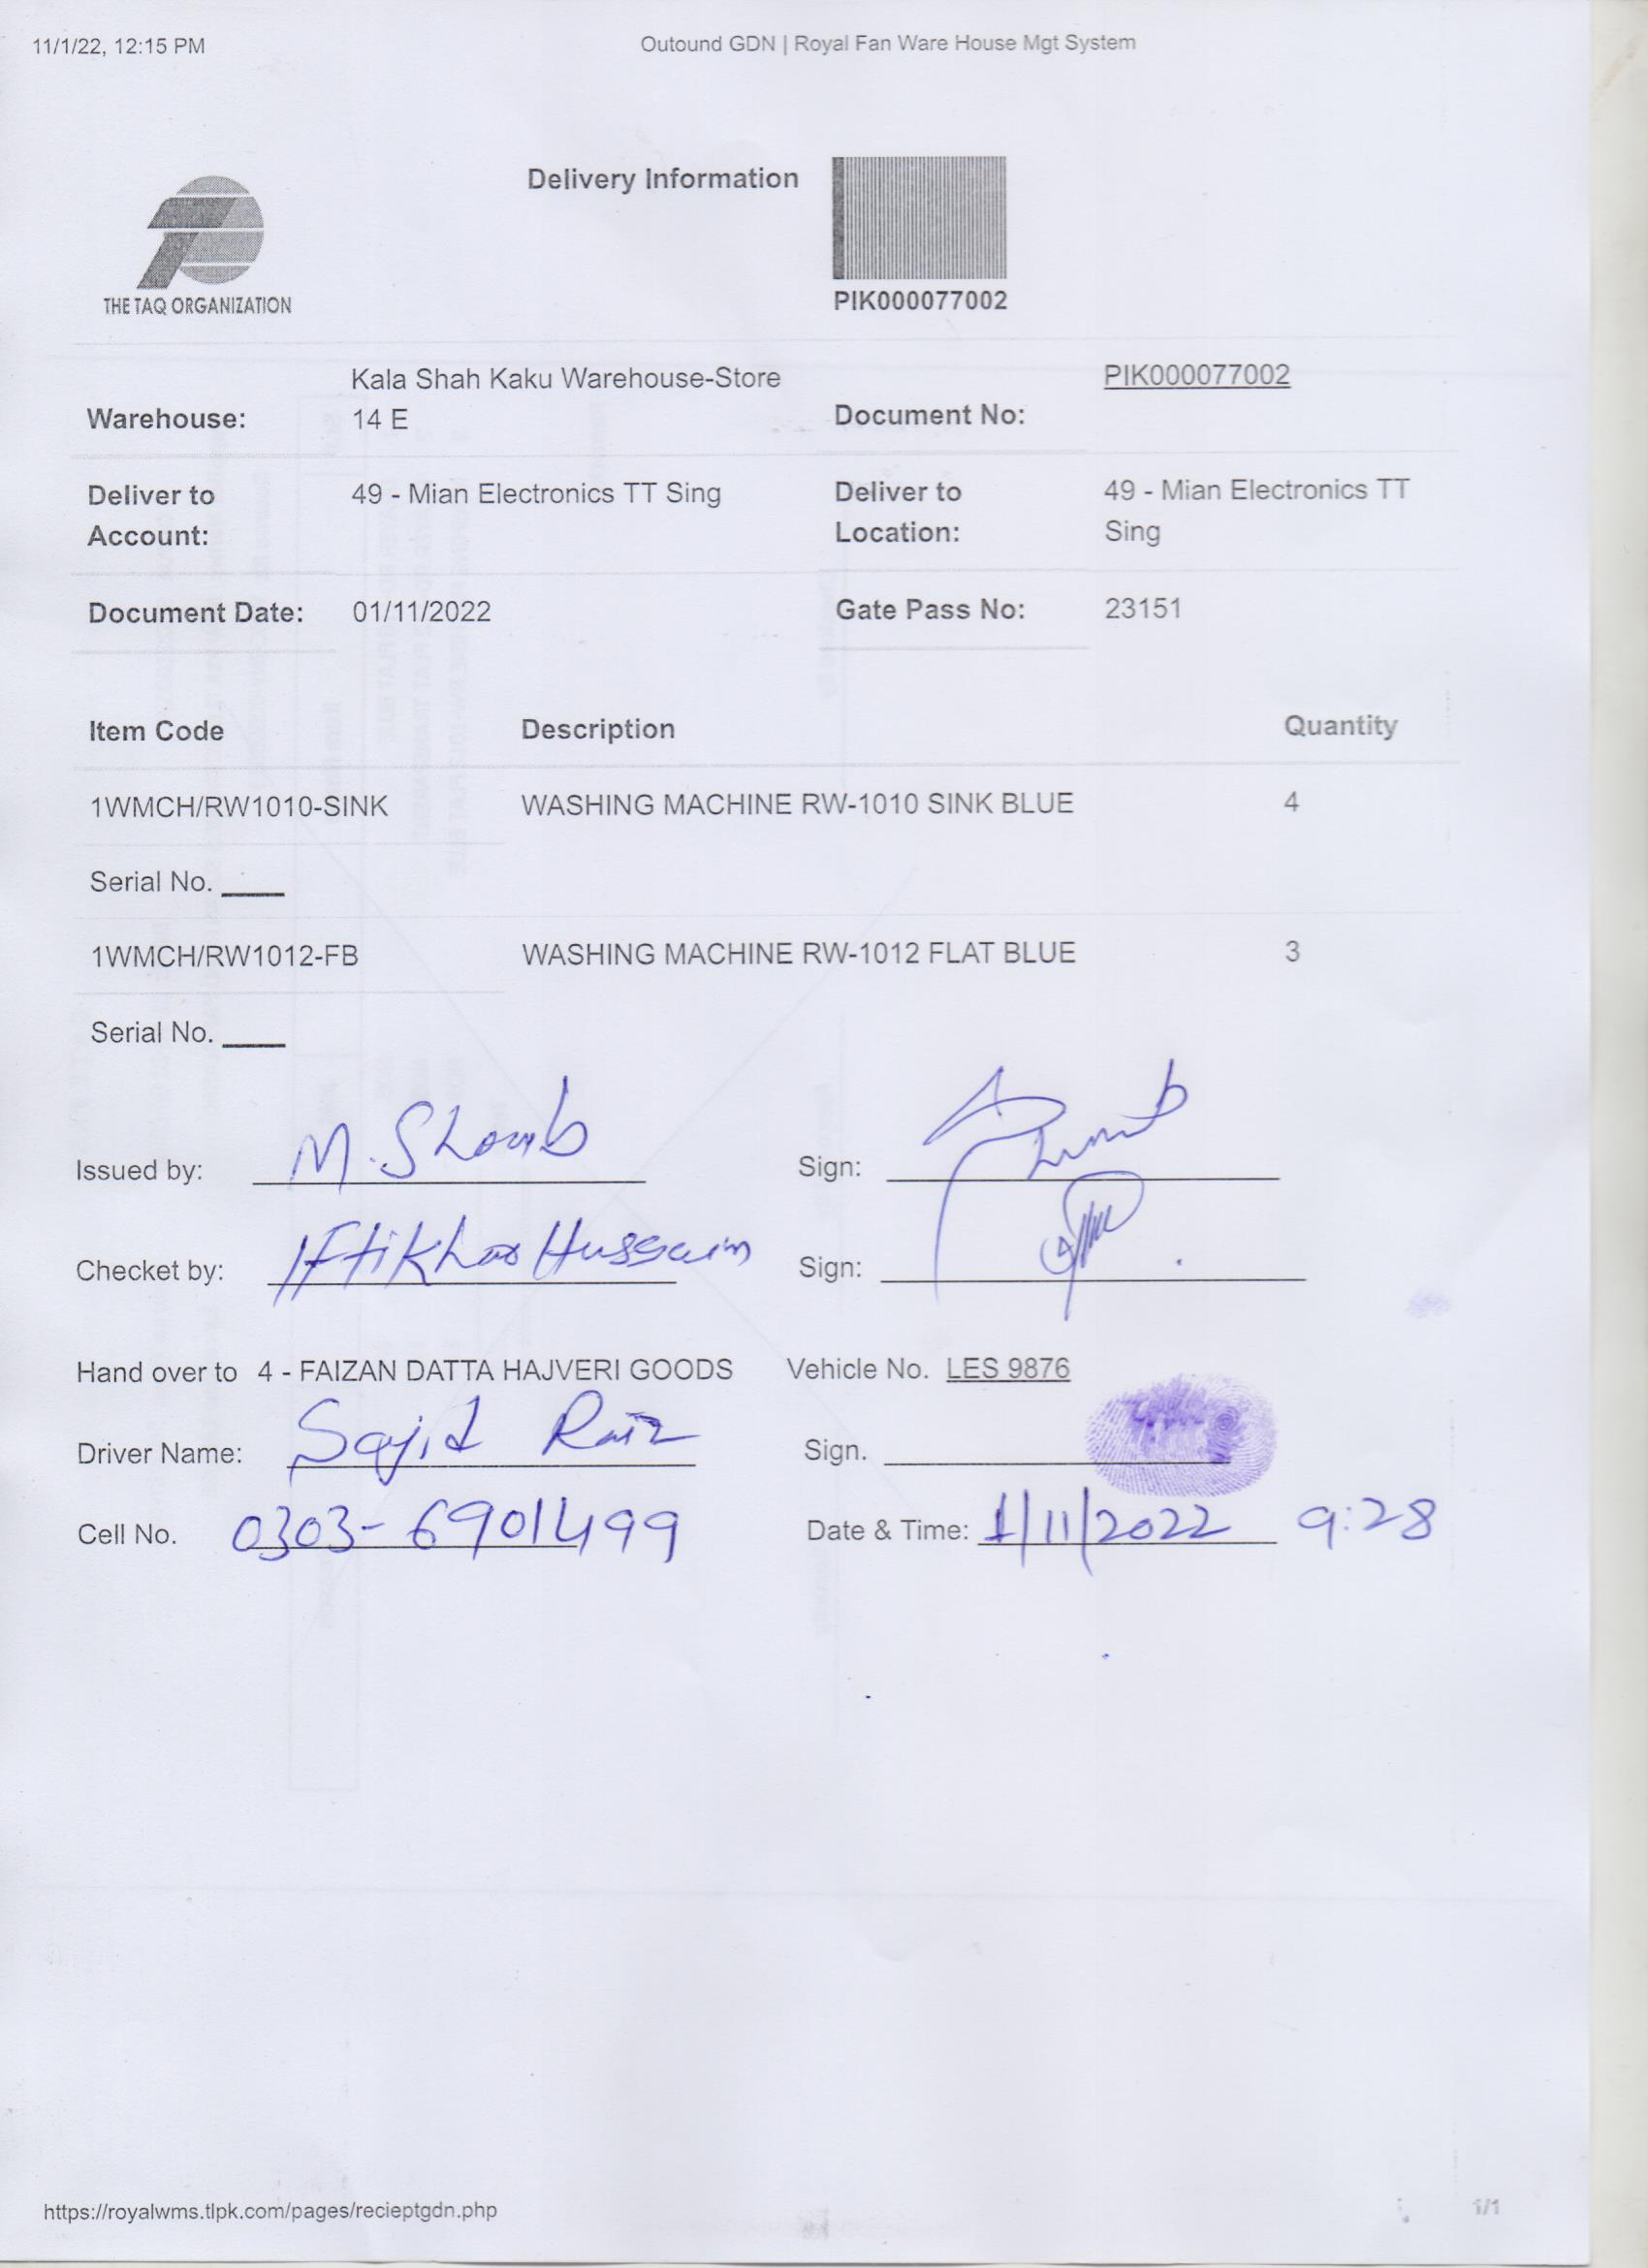 11/1/22, 12:15 PM Outound GDN | Royal Fan Ware House Mgt System
Delivery Information
THE TAQ ORGANIZATION
PIK000077002
Warehouse: Kala Shah Kaku Warehouse-Store 14 E Document No: PIK000077002
Deliver to Account: 49 - Mian Electronics TT Sing Deliver to Location: 49 - Mian Electronics TT Sing
Document Date: 01/11/2022 Gate Pass No: 23151
Item Code Description Quantity
1WMCH/RW1010-SINK WASHING MACHINE RW-1010 SINK BLUE 4
Serial No. ____
1WMCH/RW1012-FB WASHING MACHINE RW-1012 FLAT BLUE 3
Serial No. ____
Issued by: M. Shoaib Sign:
Checket by: Iftikhar Hussain Sign:
Hand over to 4 - FAIZAN DATTA HAJVERI GOODS Vehicle No. LES 9876
Driver Name: Sajid Sign.
Cell No. 0303-6901499 Date & Time: 1/11/2022 9:28
https://royalwms.tlpk.com/pages/recieptgdn.php 1/1